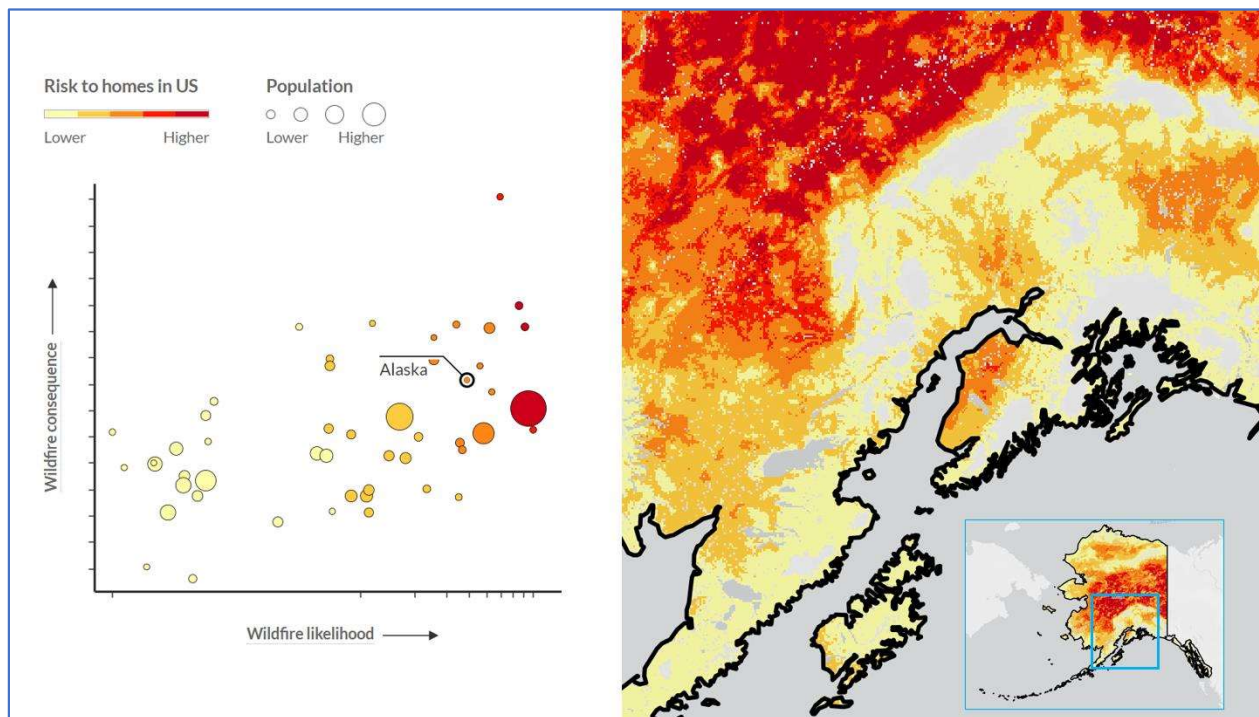 Risk to homes in US
Population
Lower
Higher
Lower
Higher
Wildfire consequence
Alaska
Wildfire likelihood